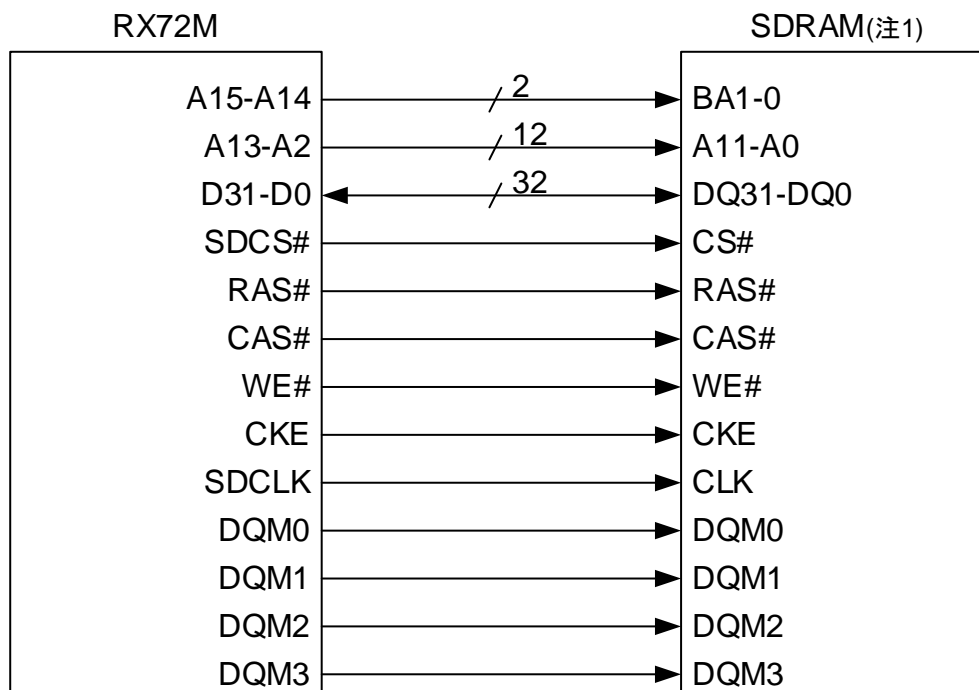 RX72M SDRAM(注1)
A15-A14 2 BA1-0
A13-A2 12 A11-A0
D31-D0 32 DQ31-DQ0
SDCS# CS#
RAS# RAS#
CAS# CAS#
WE# WE#
CKE CKE
SDCLK CLK
DQM0 DQM0
DQM1 DQM1
DQM2 DQM2
DQM3 DQM3